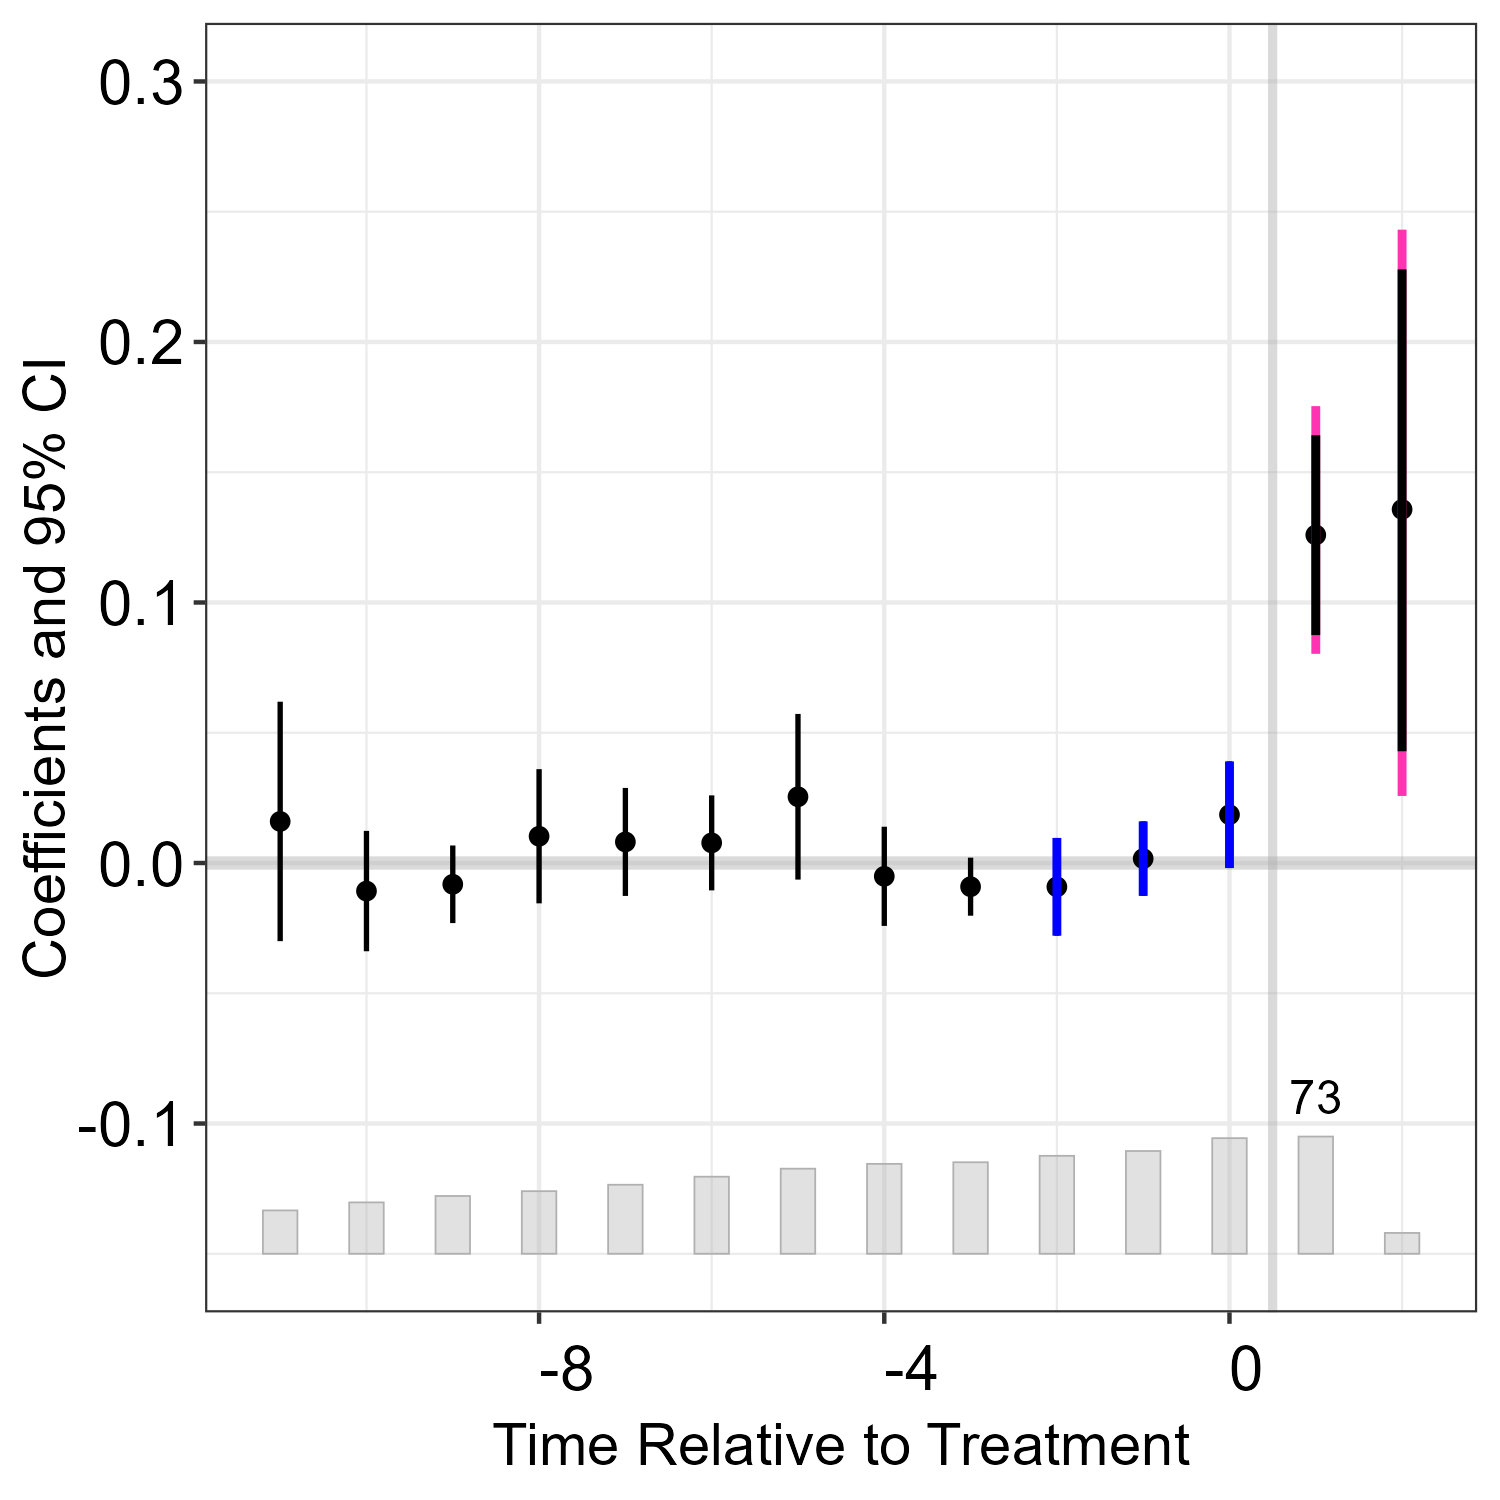 Coefficients and 95% CI
0.3
0.2
0.1
0.0
-0.1
73
-8 -4 0
Time Relative to Treatment